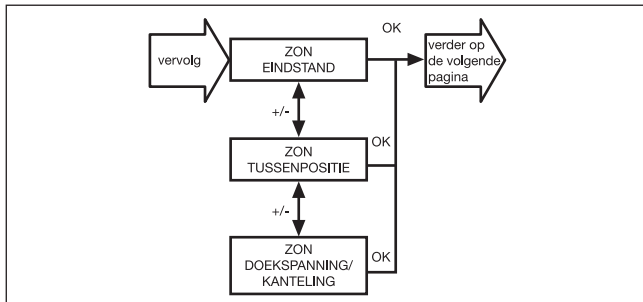 vervolg
ZON
EINDSTAND
OK
verder op
de volgende
pagina
+/-
ZON
TUSSENPOSITIE
OK
+/-
ZON
DOEKSPANNING/
KANTELING
OK